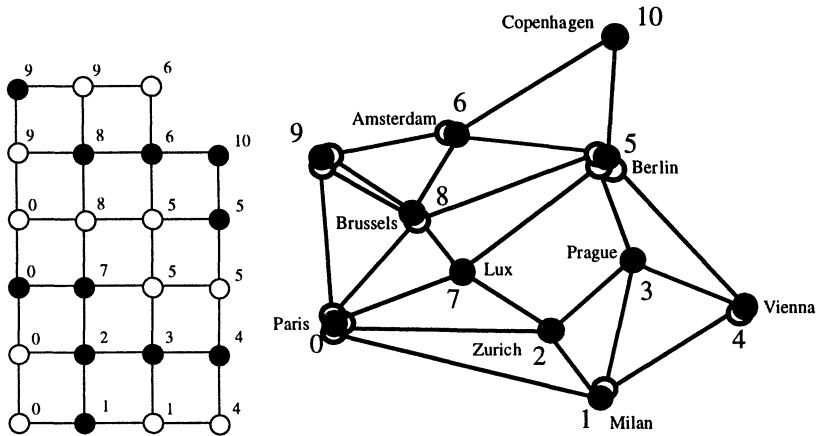 9 9 6
9 8 6 10
0 8 5 5
0 7 5 5
0 2 3 4
0 1 1 4
Copenhagen 10
Amsterdam 6
9
5
Berlin
8
Brussels
Prague
Lux
7
3
Vienna
Paris
0
Zurich 2
4
1 Milan